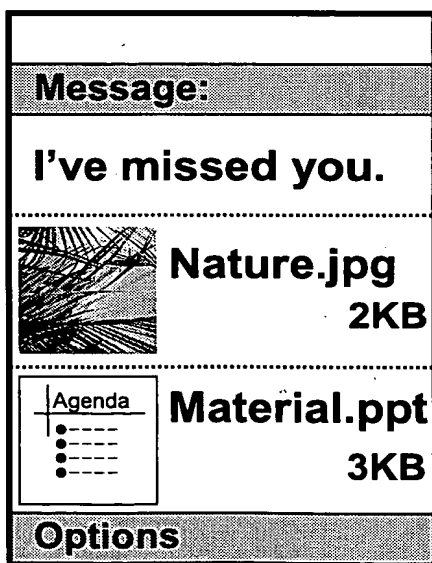 Message:
I've missed you.
Nature.jpg
2KB
Agenda
Material.ppt
3KB
Options